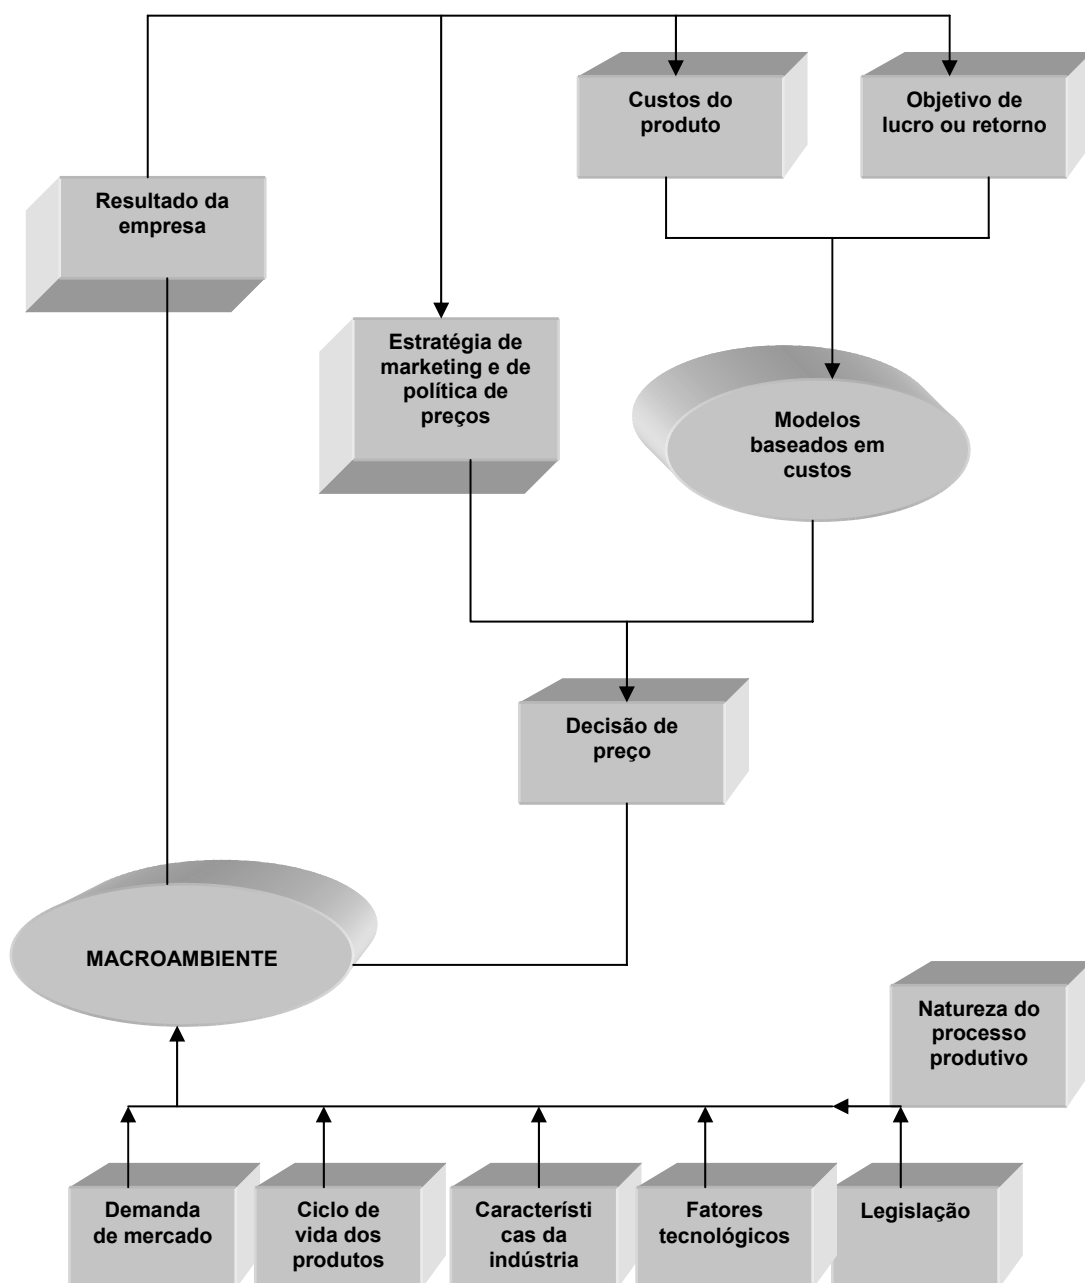 Custos do
produto
Objetivo de
lucro ou retorno
Resultado da
empresa
Estratégia de
marketing e de
política de
preços
Modelos
baseados em
custos
Decisão de
preço
MACROAMBIENTE
Natureza do
processo
produtivo
Demanda
de mercado
Ciclo de
vida dos
produtos
Característi
cas da
indústria
Fatores
tecnológicos
Legislação